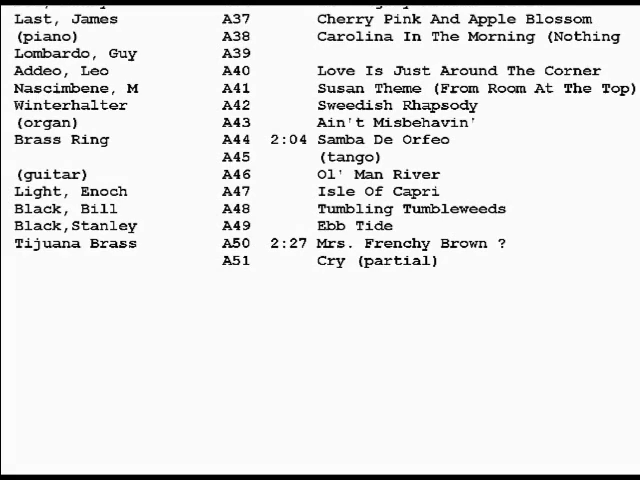 Last, James A37 Cherry Pink And Apple Blossom
(piano) A38 Carolina In The Morning (Nothing
Lombardo, Guy A39
Addeo, Leo A40 Love Is Just Around The Corner
Nascimbene, M A41 Susan Theme (From Room At The Top)
Winterhalter A42 Sweedish Rhapsody
(organ) A43 Ain't Misbehavin'
Brass Ring A44 2:04 Samba De Orfeo
A45 (tango)
(guitar) A46 Ol' Man River
Light, Enoch A47 Isle Of Capri
Black, Bill A48 Tumbling Tumbleweeds
Black,Stanley A49 Ebb Tide
Tijuana Brass A50 2:27 Mrs. Frenchy Brown ?
A51 Cry (partial)